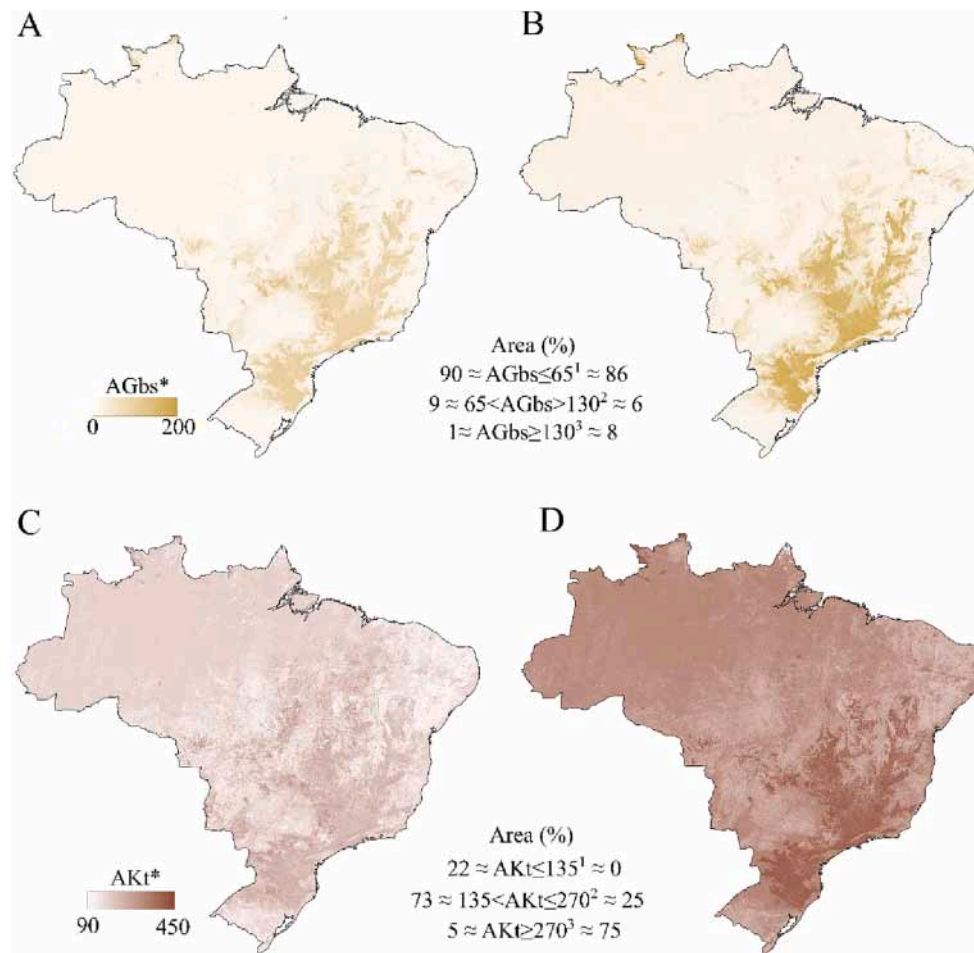 A
B
Area (%)
90 ≈ AGbs≤65¹ ≈ 86
9 ≈ 65<AGbs>130² ≈ 6
1≈ AGbs≥130³ ≈ 8
AGbs*
0 200
C
D
Area (%)
22 ≈ AKt≤135¹ ≈ 0
73 ≈ 135<AKt≤270² ≈ 25
5 ≈ AKt≥270³ ≈ 75
AKt*
90 450